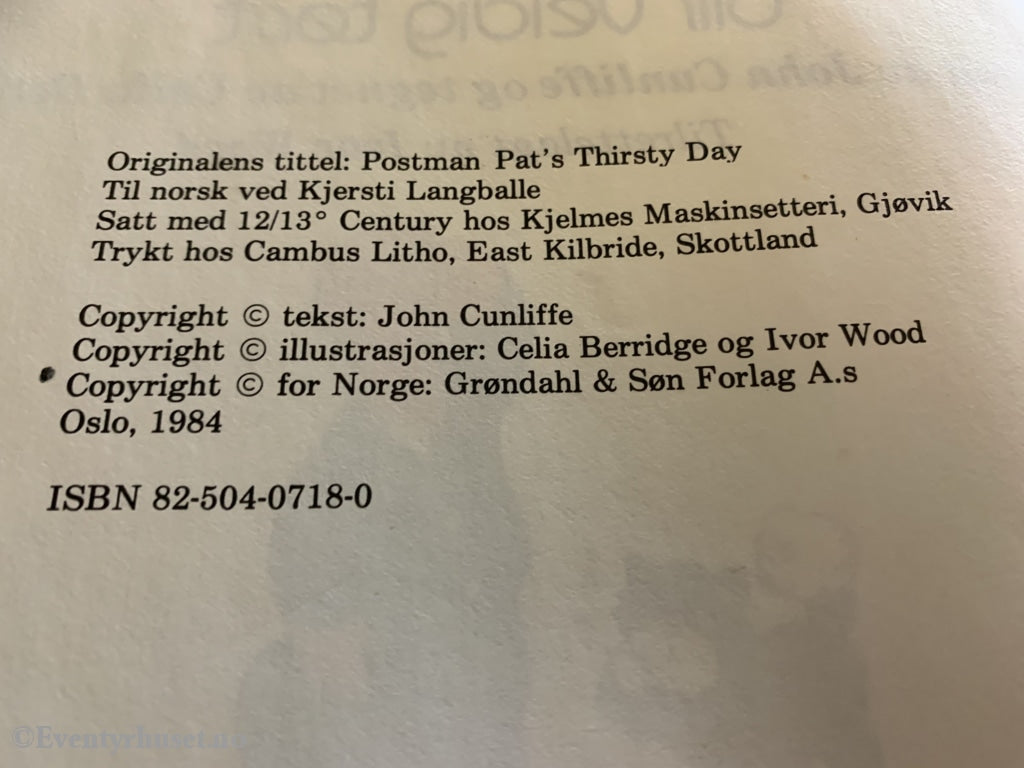 Originalens tittel: Postman Pat's Thirsty Day
Til norsk ved Kjersti Langballe
Satt med 12/13° Century hos Kjelmes Maskinsetteri, Gjøvik
Trykt hos Cambus Litho, East Kilbride, Skottland
Copyright © tekst: John Cunliffe
Copyright © illustrasjoner: Celia Berridge og Ivor Wood
Copyright © for Norge: Grøndahl & Søn Forlag A.s
Oslo, 1984
ISBN 82-504-0718-0